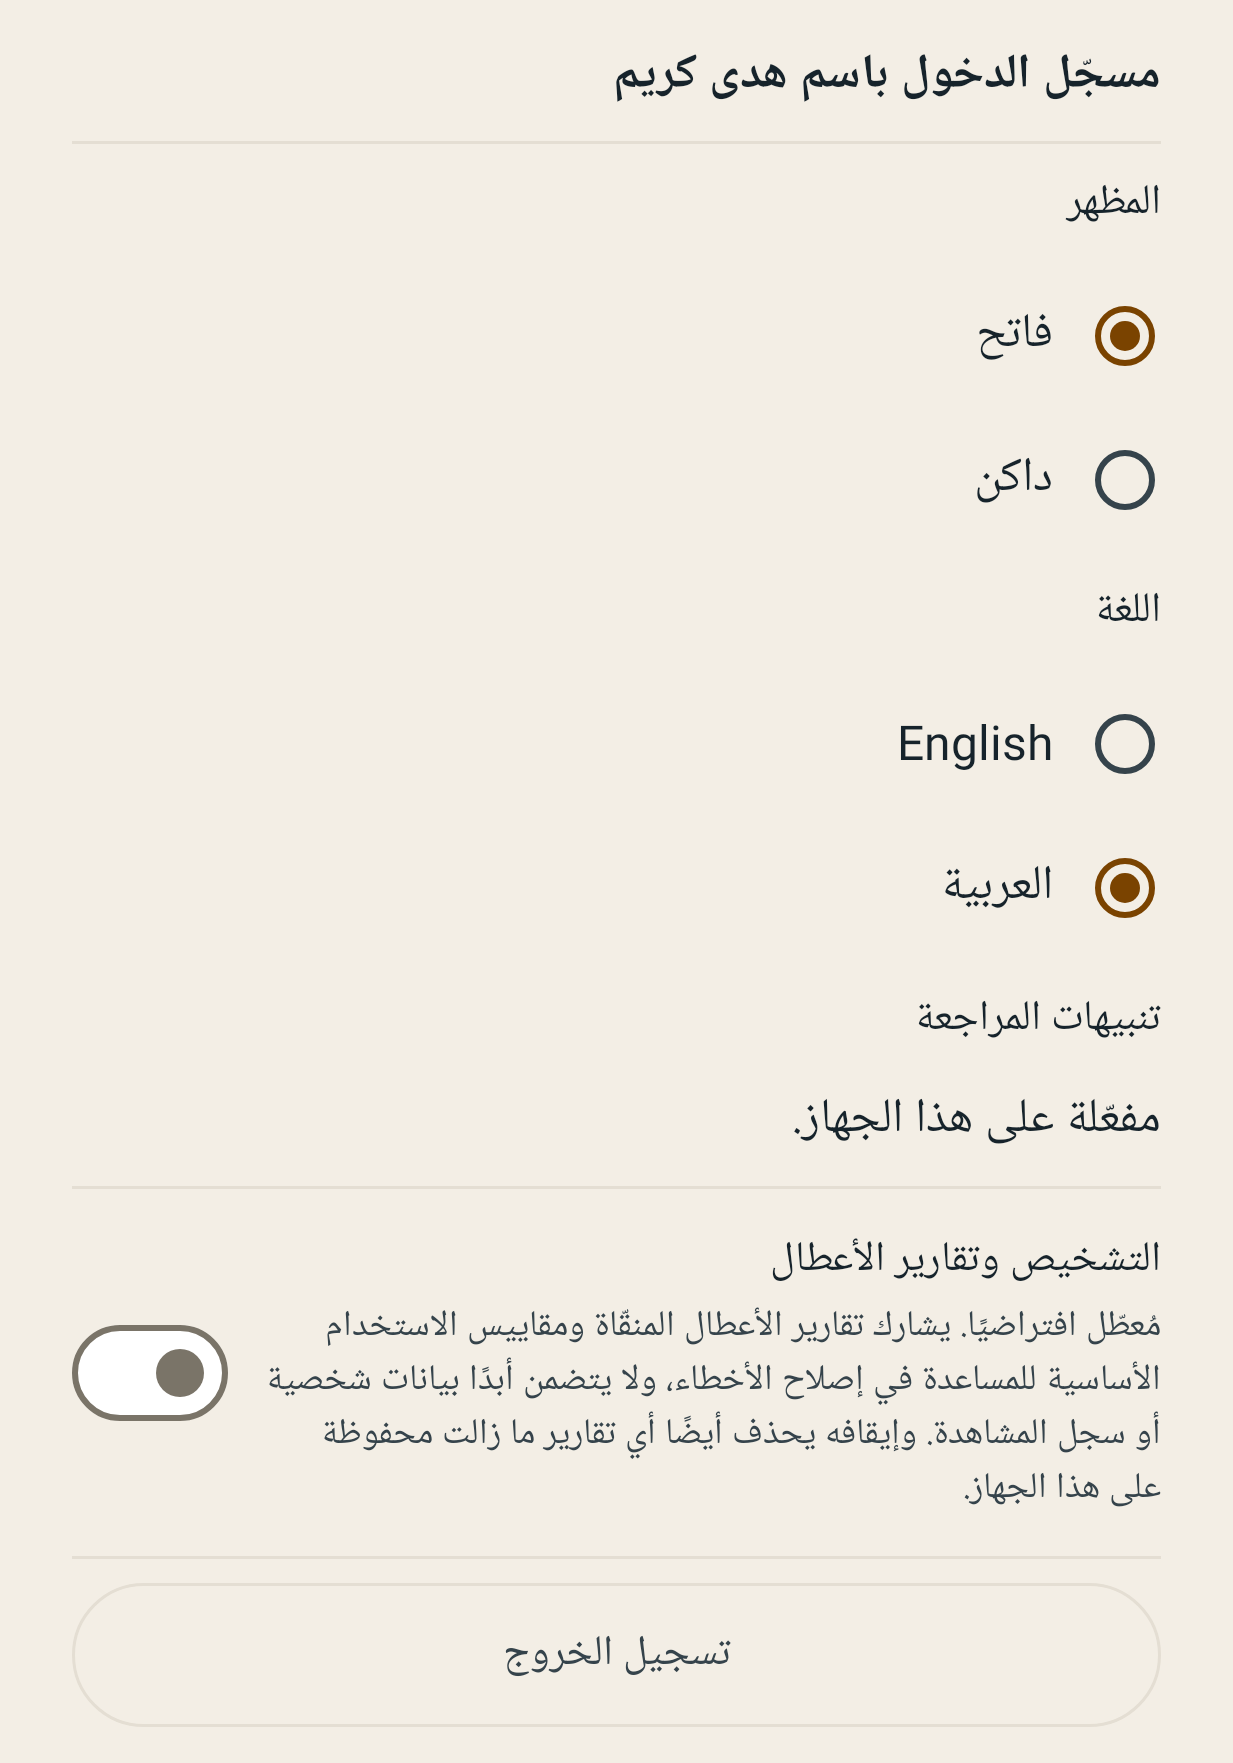 مسجّل الدخول باسم هدى كريم
المظهر
فاتح
داكن
اللغة
English
العربية
تنبيهات المراجعة
مفعّلة على هذا الجهاز.
التشخيص وتقارير الأعطال
مُعطّل افتراضيًا. يشارك تقارير الأعطال المنقّاة ومقاييس الاستخدام
الأساسية للمساعدة في إصلاح الأخطاء، ولا يتضمن أبدًا بيانات شخصية
أو سجل المشاهدة. وإيقافه يحذف أيضًا أي تقارير ما زالت محفوظة
على هذا الجهاز.
تسجيل الخروج